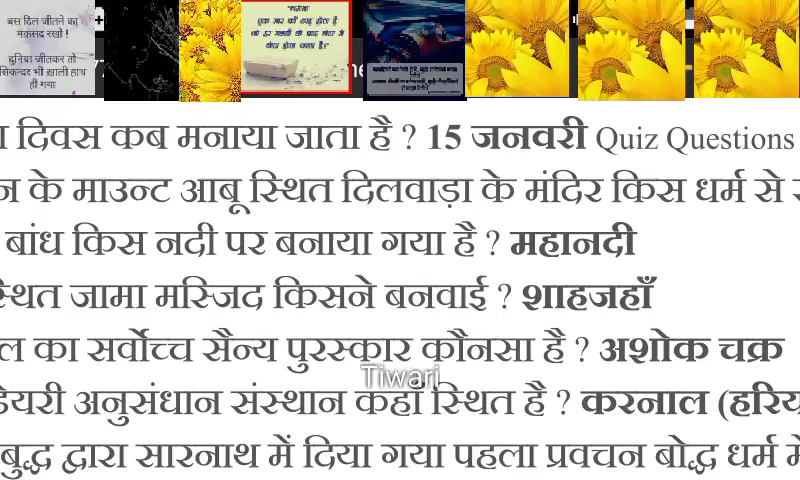 बस दिल जीतने का
मकसद रखो !
दुनिया जीतकर तो
सिकन्दर भी ख़ाली हाथ
ही गया
दिवस कब मनाया जाता है ? 15 जनवरी Quiz Questions
के माउन्ट आबू स्थित दिलवाड़ा के मंदिर किस धर्म से
बांध किस नदी पर बनाया गया है ? महानदी
स्थित जामा मस्जिद किसने बनवाई ? शाहजहाँ
का सर्वोच्च सैन्य पुरस्कार कौनसा है ? अशोक चक्र
Tiwari
डेयरी अनुसंधान संस्थान कहाँ स्थित है ? करनाल
बुद्ध द्वारा सारनाथ में दिया गया पहला प्रवचन बोद्ध धर्म में